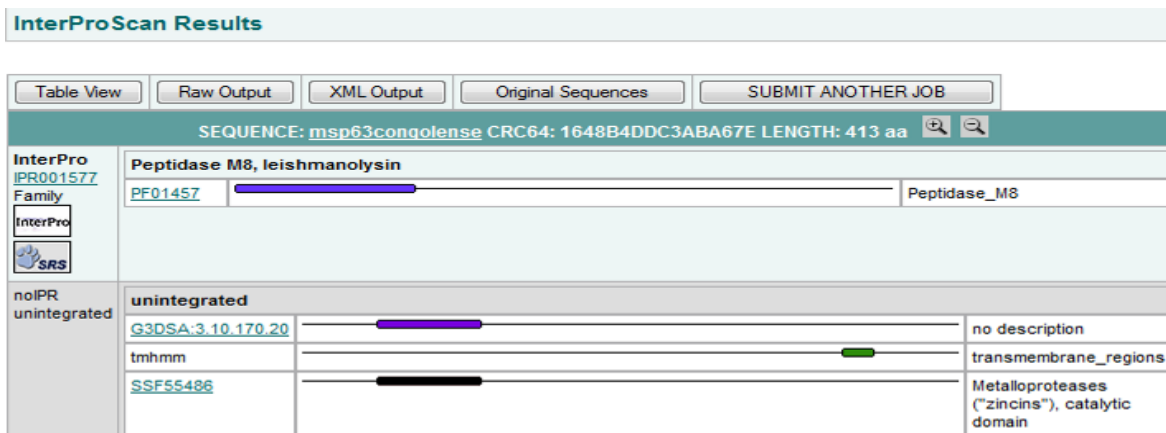 InterProScan Results
Table View Raw Output XML Output Original Sequences SUBMIT ANOTHER JOB
SEQUENCE: msp63congolense CRC64: 1648B4DDC3ABA67E LENGTH: 413 aa
InterPro
IPR001577
Family
InterPro
SRS
Peptidase M8, leishmanolysin
PF01457 Peptidase_M8
noIPR
unintegrated
unintegrated
G3DSA:3.10.170.20 no description
tmhmm transmembrane_regions
SSF55486 Metalloproteases
("zincins"), catalytic
domain